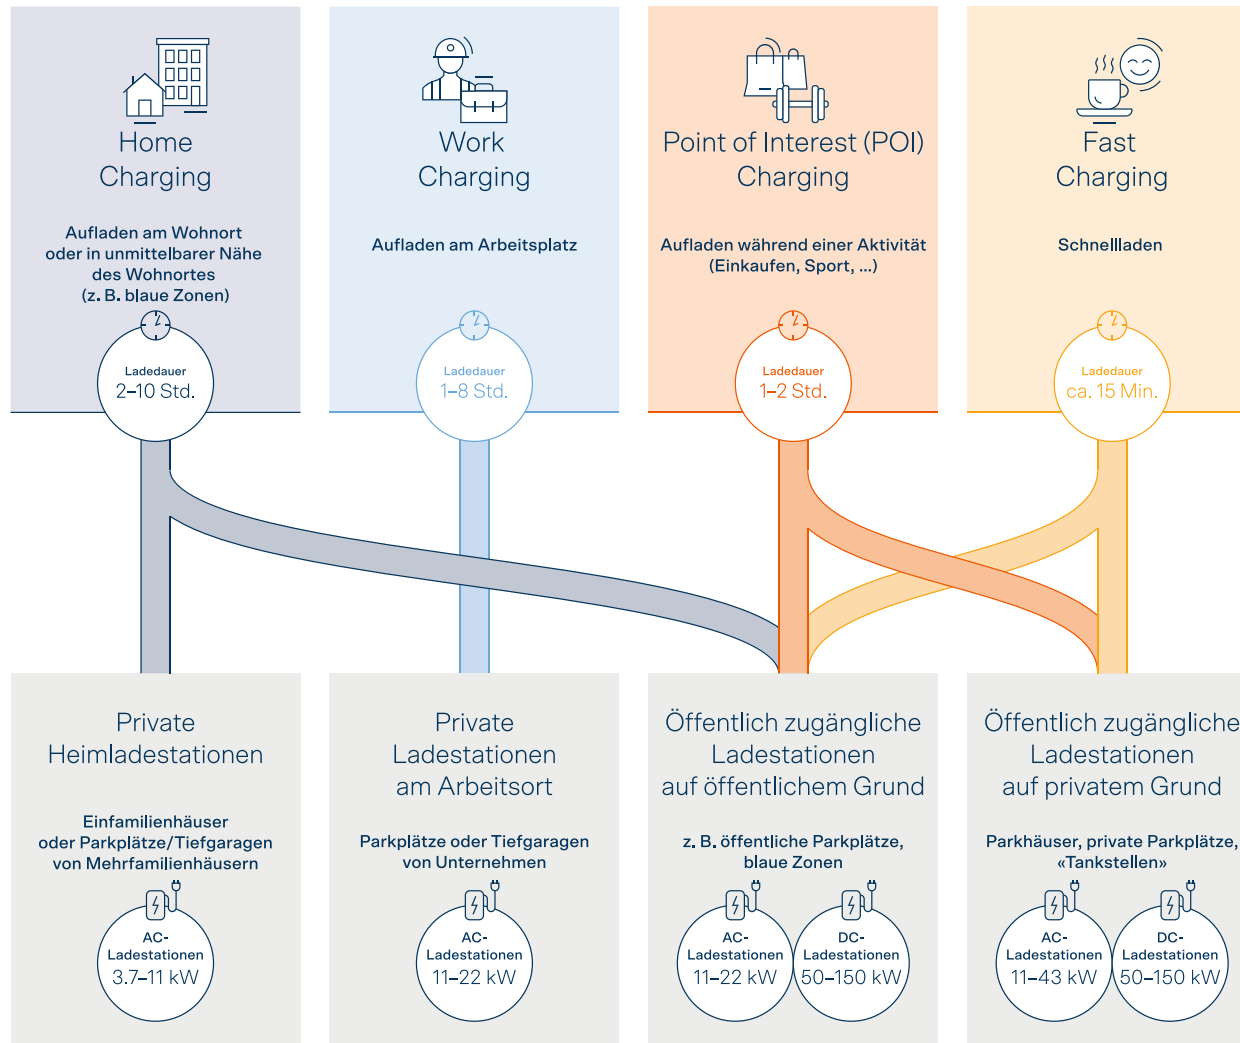 Home
Charging
Aufladen am Wohnort
oder in unmittelbarer Nähe
des Wohnortes
(z. B. blaue Zonen)
Ladedauer
2–10 Std.
Work
Charging
Aufladen am Arbeitsplatz
Ladedauer
1–8 Std.
Point of Interest (POI)
Charging
Aufladen während einer Aktivität
(Einkaufen, Sport, ...)
Ladedauer
1–2 Std.
Fast
Charging
Schnellladen
Ladedauer
ca. 15 Min.
Private
Heimladestationen
Einfamilienhäuser
oder Parkplätze/Tiefgaragen
von Mehrfamilienhäusern
AC-
Ladestationen
3.7–11 kW
Private
Ladestationen
am Arbeitsort
Parkplätze oder Tiefgaragen
von Unternehmen
AC-
Ladestationen
11–22 kW
Öffentlich zugängliche
Ladestationen
auf öffentlichem Grund
z. B. öffentliche Parkplätze,
blaue Zonen
AC-
Ladestationen
11–22 kW
DC-
Ladestationen
50–150 kW
Öffentlich zugängliche
Ladestationen
auf privatem Grund
Parkhäuser, private Parkplätze,
«Tankstellen»
AC-
Ladestationen
11–43 kW
DC-
Ladestationen
50–150 kW